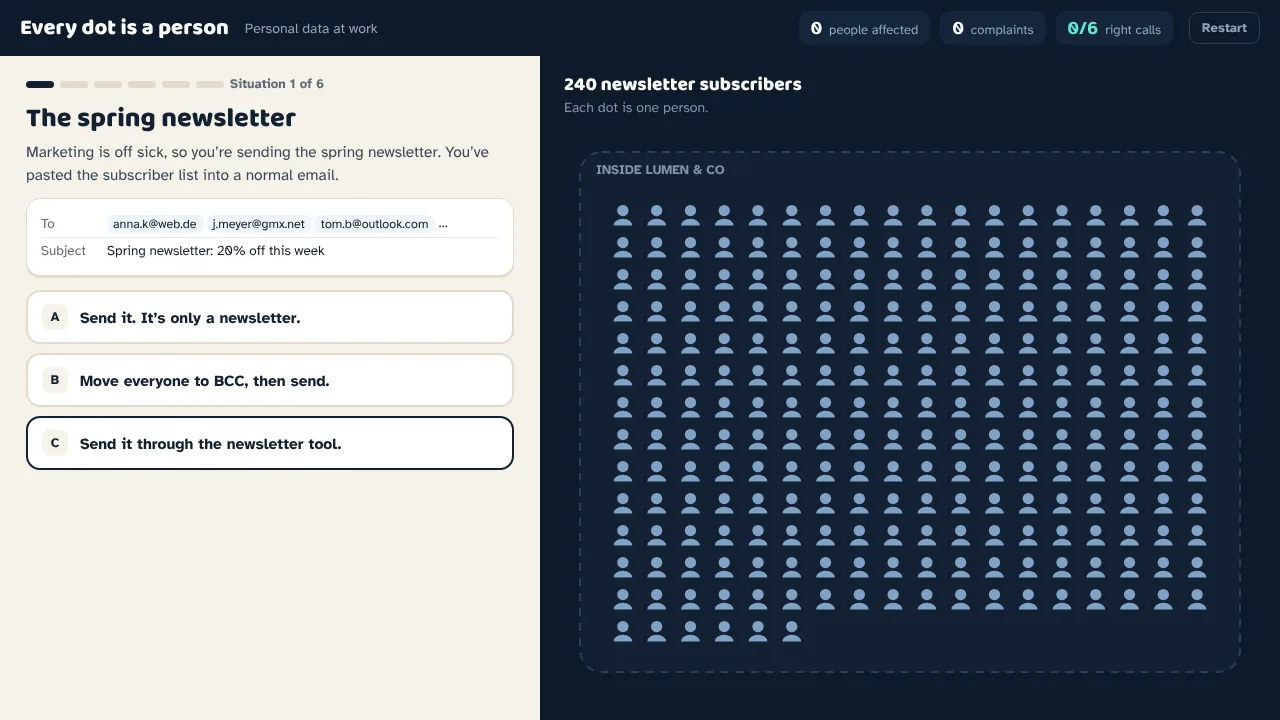 Every dot is a person
Personal data at work
0 people affected
0 complaints
0/6 right calls
Restart
Situation 1 of 6
The spring newsletter
Marketing is off sick, so you’re sending the spring newsletter. You’ve
pasted the subscriber list into a normal email.
To anna.k@web.de j.meyer@gmx.net tom.b@outlook.com ...
Subject Spring newsletter: 20% off this week
A Send it. It’s only a newsletter.
B Move everyone to BCC, then send.
C Send it through the newsletter tool.
240 newsletter subscribers
Each dot is one person.
INSIDE LUMEN & CO